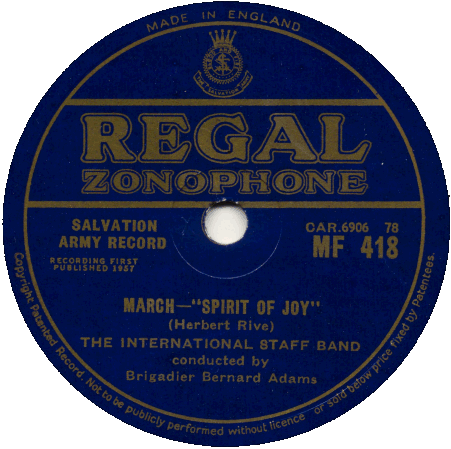 MADE IN ENGLAND
REGAL
ZONOPHONE
SALVATION
ARMY RECORD
RECORDING FIRST
PUBLISHED 1957
CAR.6906 78
MF 418
MARCH—"SPIRIT OF JOY"
(Herbert Rive)
THE INTERNATIONAL STAFF BAND
conducted by
Brigadier Bernard Adams
Copyright Patented Record. Not to be publicly performed without licence or sold below price fixed by Patentees.